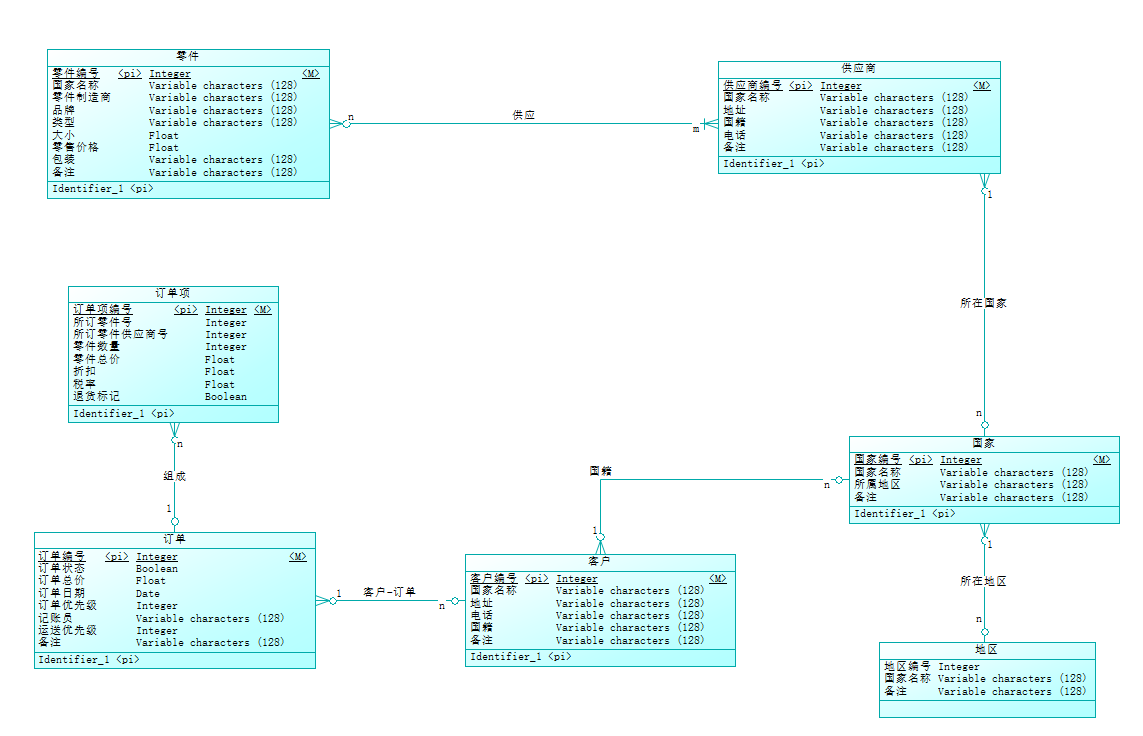 零件
零件编号 <pi> Integer <M>
国家名称 Variable characters (128)
零件制造商 Variable characters (128)
品牌 Variable characters (128)
类型 Variable characters (128)
大小 Float
零售价格 Float
包装 Variable characters (128)
备注 Variable characters (128)
Identifier_1 <pi>
n
供应
m
供应商
供应商编号 <pi> Integer <M>
国家名称 Variable characters (128)
地址 Variable characters (128)
国籍 Variable characters (128)
电话 Variable characters (128)
备注 Variable characters (128)
Identifier_1 <pi>
1
所在国家
n
订单项
订单项编号 <pi> Integer <M>
所订零件号 Integer
所订零件供应商号 Integer
零件数量 Integer
零件总价 Float
折扣 Float
税率 Float
退货标记 Boolean
Identifier_1 <pi>
n
组成
1
国家
国家编号 <pi> Integer <M>
国家名称 Variable characters (128)
所属地区 Variable characters (128)
备注 Variable characters (128)
Identifier_1 <pi>
国籍
n
1
订单
订单编号 <pi> Integer <M>
订单状态 Boolean
订单总价 Float
订单日期 Date
订单优先级 Integer
记账员 Variable characters (128)
运送优先级 Integer
备注 Variable characters (128)
Identifier_1 <pi>
1
客户-订单
n
客户
客户编号 <pi> Integer <M>
国家名称 Variable characters (128)
地址 Variable characters (128)
电话 Variable characters (128)
国籍 Variable characters (128)
备注 Variable characters (128)
Identifier_1 <pi>
1
所在地区
n
地区
地区编号 Integer
国家名称 Variable characters (128)
备注 Variable characters (128)